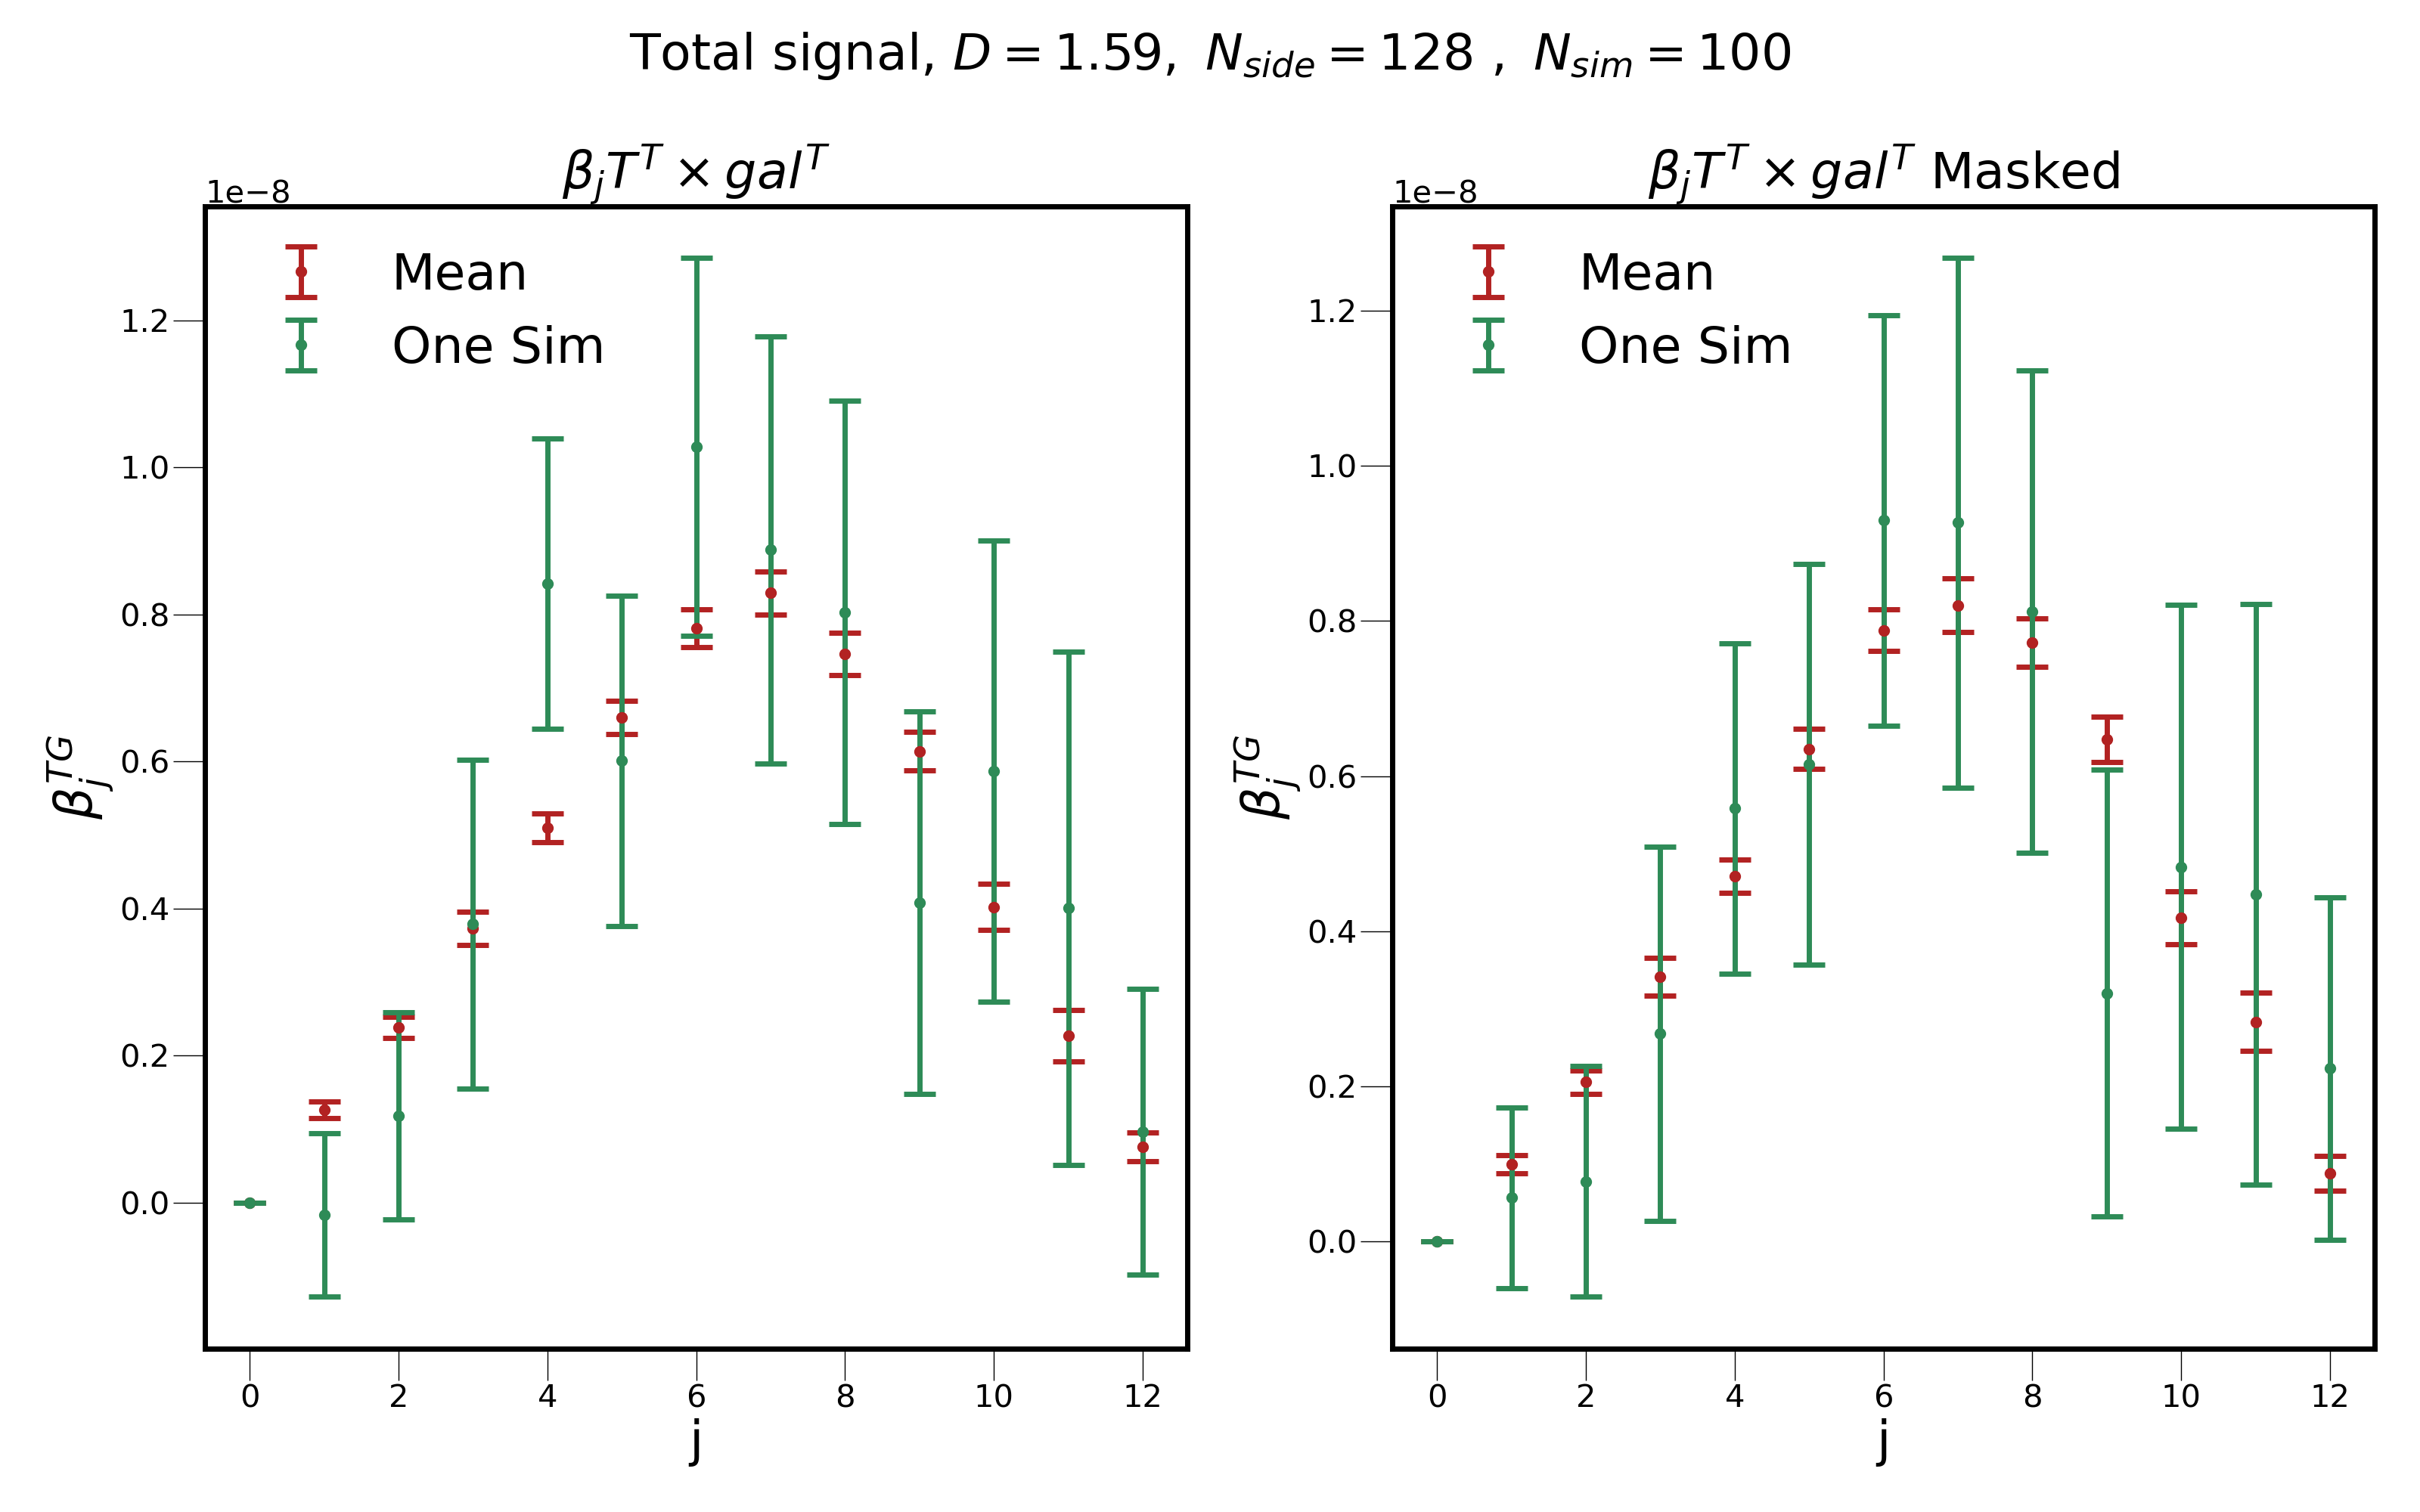 Total signal, D = 1.59, N_side = 128 , N_sim = 100
β_j T^T × gal^T
1e−8
Mean
One Sim
1.2
1.0
0.8
0.6
0.4
0.2
0.0
β_j^TG
0 2 4 6 8 10 12
j
β_j T^T × gal^T Masked
1e−8
Mean
One Sim
1.2
1.0
0.8
0.6
0.4
0.2
0.0
β_j^TG
0 2 4 6 8 10 12
j